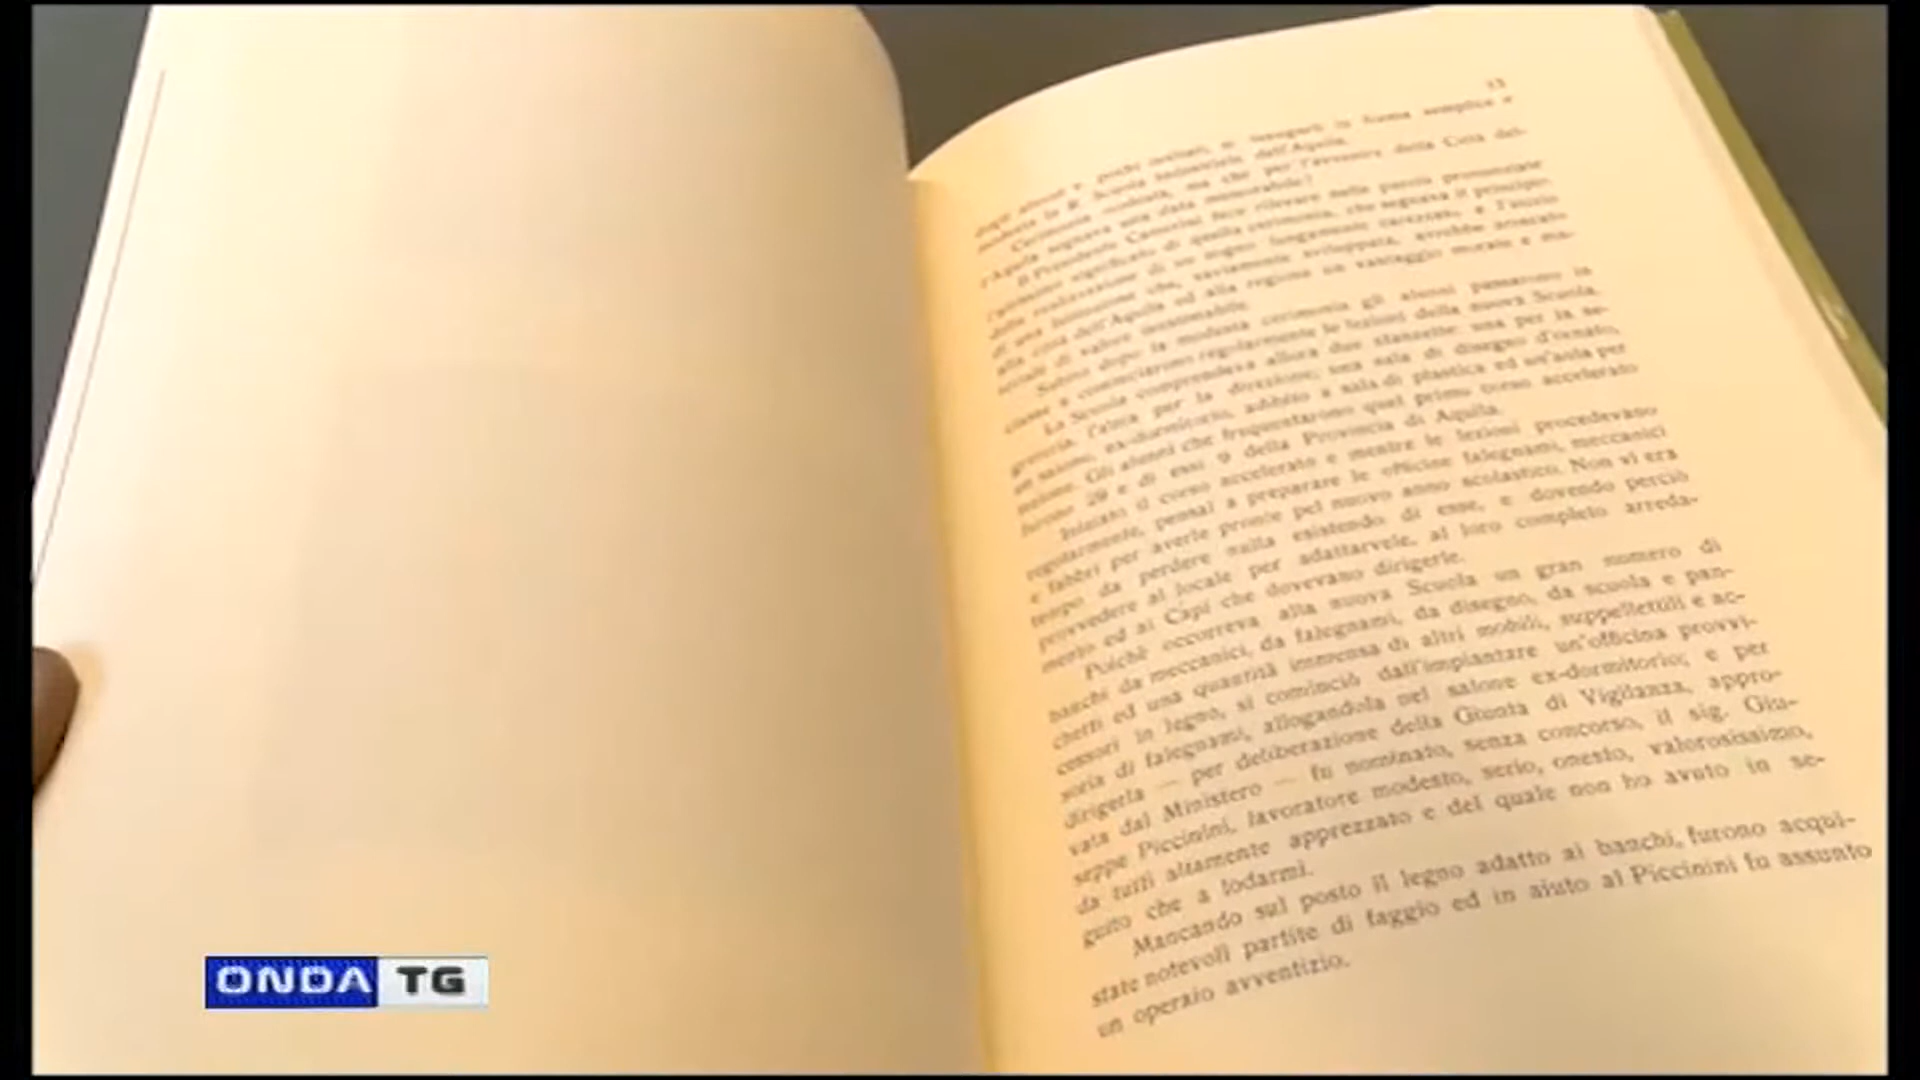 13
degli alunni e pochi invitati, si inaugurò in forma semplice e
modesta la R. Scuola Industriale dell'Aquila.
Cerimonia modesta, ma che per l'avvenire della Città del-
l'Aquila segnava una data memorabile!
Il Presidente Camerini fece rilevare nelle parole pronunziate
l'altissimo significato di quella cerimonia, che segnava il principio
della realizzazione di un sogno lungamente carezzato, e l'inizio
di una Istituzione che, saviamente sviluppata, avrebbe arrecato
alla città dell'Aquila ed alla regione un vantaggio morale e ma-
teriale di valore inestimabile.
Subito dopo la modesta cerimonia gli alunni passarono in
classe e cominciarono regolarmente le lezioni della nuova Scuola.
La Scuola comprendeva allora due stanzette: una per la se-
greteria, l'altra per la direzione; una sala di disegno d'ornato,
un salone, ex-dormitorio, adibito a sala di plastica ed un'aula per
lezione. Gli alunni che frequentarono quel primo corso accelerato
furono 29 e di essi 9 della Provincia di Aquila.
Iniziato il corso accelerato e mentre le lezioni procedevano
regolarmente, pensai a preparare le officine falegnami, meccanici
e fabbri per averle pronte pel nuovo anno scolastico. Non vi era
tempo da perdere nulla esistendo di esse, e dovendo perciò
provvedere al locale per adattarvele, al loro completo arreda-
mento ed ai Capi che dovevano dirigerle.
Poichè occorreva alla nuova Scuola un gran numero di
banchi da meccanici, da falegnami, da disegno, da scuola e pan-
chetti ed una quantità immensa di altri mobili, suppellettili e ac-
cessori in legno, si cominciò dall'impiantare un'officina provvi-
soria di falegnami, allogandola nel salone ex-dormitorio; e per
dirigerla — per deliberazione della Giunta di Vigilanza, appro-
vata dal Ministero — fu nominato, senza concorso, il sig. Giu-
seppe Piccinini, lavoratore modesto, serio, onesto, valorosissimo,
da tutti altamente apprezzato e del quale non ho avuto in se-
guito che a lodarmi.
Mancando sul posto il legno adatto ai banchi, furono acqui-
state notevoli partite di faggio ed in aiuto al Piccinini fu assunto
un operaio avventizio.
ONDA TG